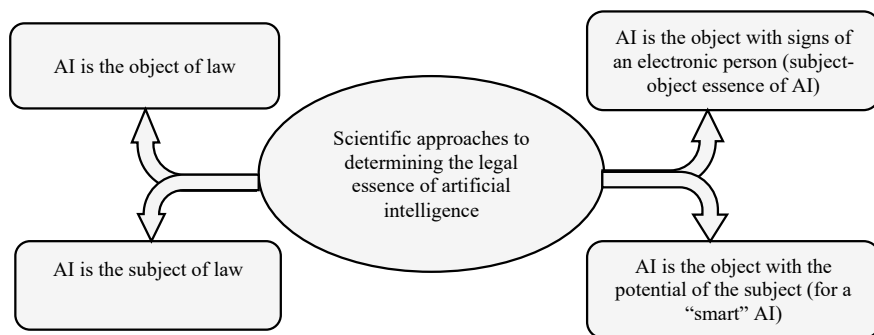 AI is the object of law
AI is the object with signs of
an electronic person (subject-
object essence of AI)
Scientific approaches to
determining the legal
essence of artificial
intelligence
AI is the subject of law
AI is the object with the
potential of the subject (for a
“smart” AI)